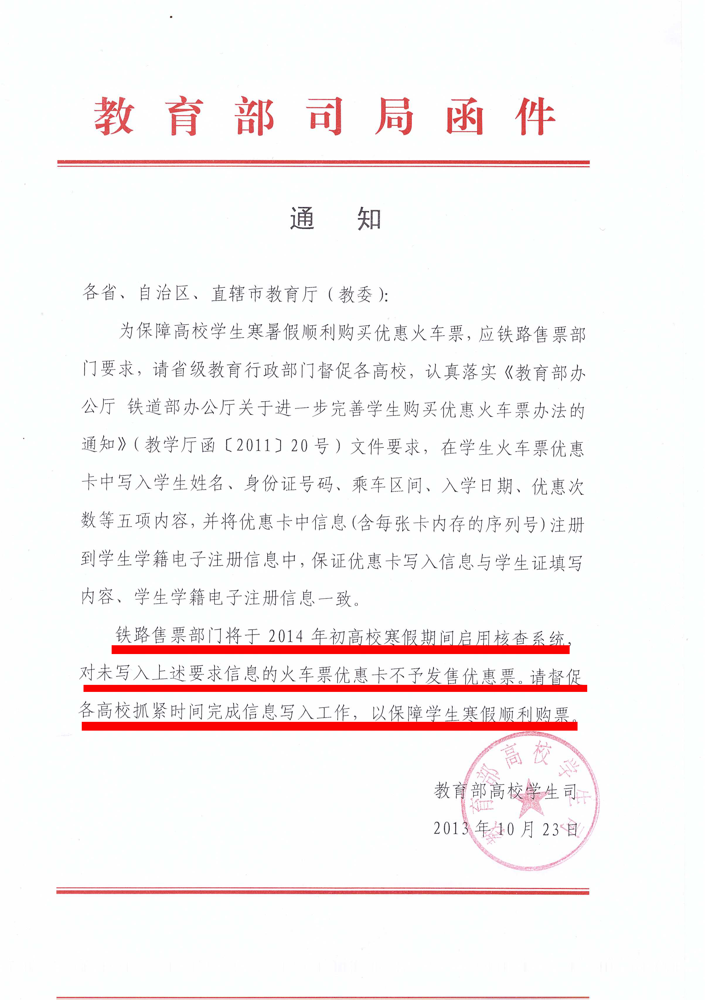 教育部司局函件
通 知
各省、自治区、直辖市教育厅（教委）：
为保障高校学生寒暑假顺利购买优惠火车票，应铁路售票部
门要求，请省级教育行政部门督促各高校，认真落实《教育部办
公厅 铁道部办公厅关于进一步完善学生购买优惠火车票办法的
通知》（教学厅函〔2011〕20号）文件要求，在学生火车票优惠
卡中写入学生姓名、身份证号码、乘车区间、入学日期、优惠次
数等五项内容，并将优惠卡中信息(含每张卡内存的序列号)注册
到学生学籍电子注册信息中，保证优惠卡写入信息与学生证填写
内容、学生学籍电子注册信息一致。
铁路售票部门将于 2014 年初高校寒假期间启用核查系统，
对未写入上述要求信息的火车票优惠卡不予发售优惠票。请督促
各高校抓紧时间完成信息写入工作，以保障学生寒假顺利购票。
教育部高校学生司
教育部高校学生司
2013 年 10 月 23 日